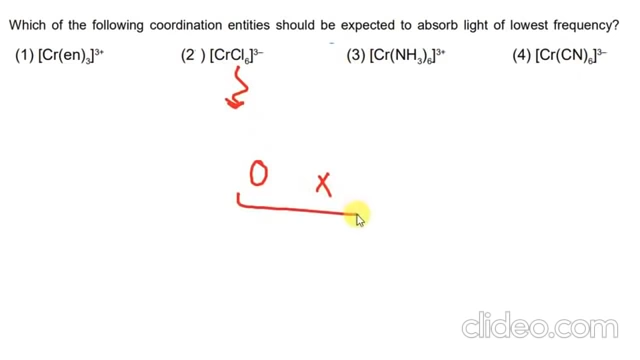 Which of the following coordination entities should be expected to absorb light of lowest frequency?
(1) [Cr(en)₃]³⁺ (2 ) [CrCl₆]³⁻ (3) [Cr(NH₃)₆]³⁺ (4) [Cr(CN)₆]³⁻
O X
clideo.com